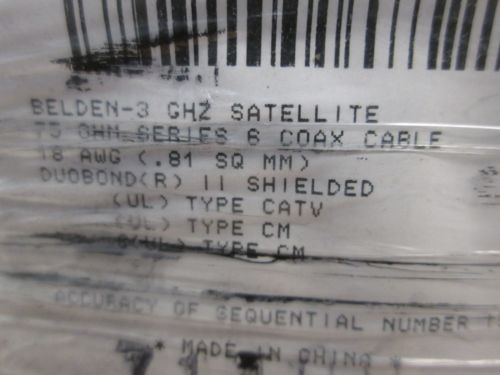 BELDEN-3 GHZ SATELLITE
75 OHM SERIES 6 COAX CABLE
18 AWG (.81 SQ MM)
DUOBOND(R) II SHIELDED
(UL) TYPE CATV
(UL) TYPE CM
C(UL) TYPE CM
ACCURACY OF SEQUENTIAL NUMBER
* MADE IN CHINA *